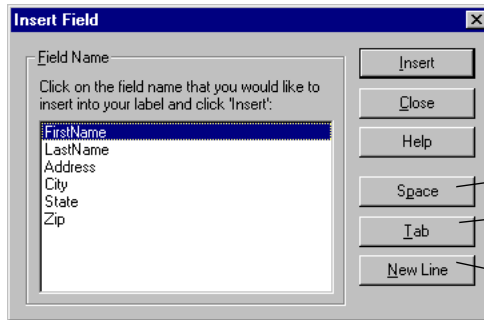 Insert Field
Field Name
Click on the field name that you would like to
insert into your label and click 'Insert':
FirstName
LastName
Address
City
State
Zip
Insert
Close
Help
Space
Tab
New Line